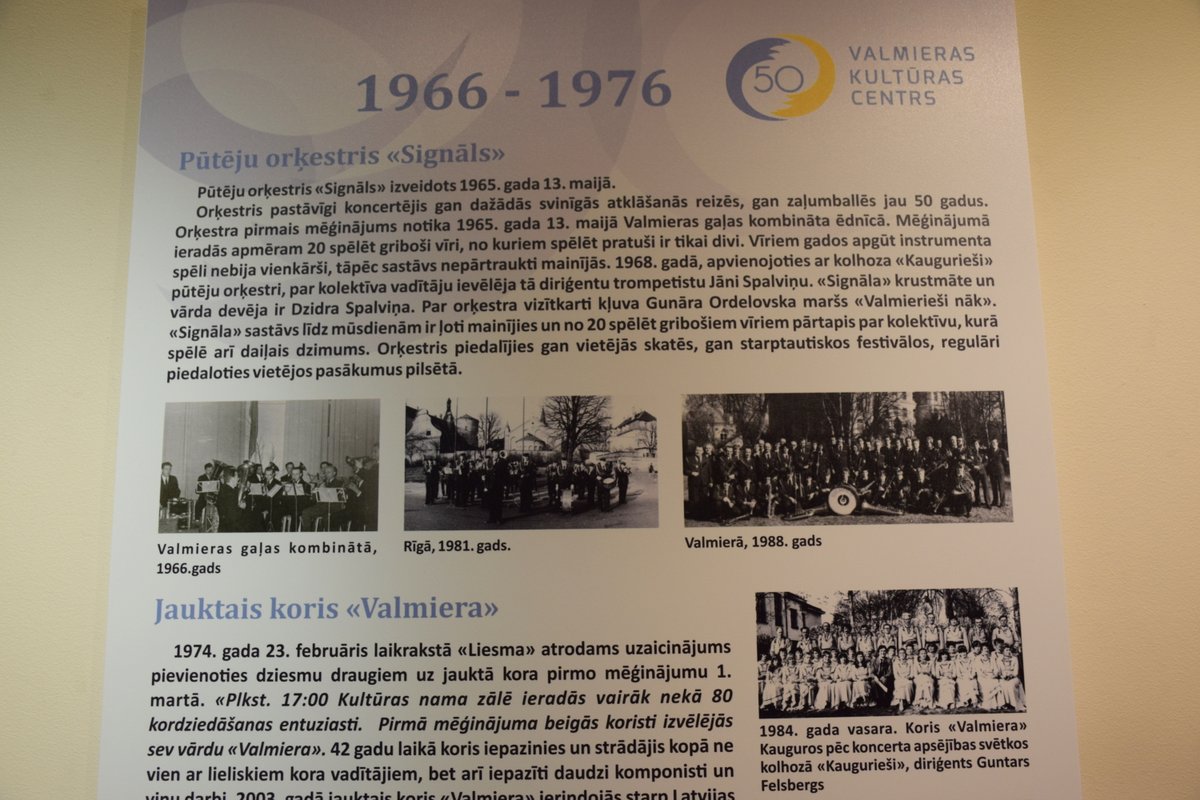 1966 - 1976
50
VALMIERAS
KULTŪRAS
CENTRS
Pūtēju orķestris «Signāls»
Pūtēju orķestris «Signāls» izveidots 1965. gada 13. maijā.
Orķestris pastāvīgi koncertējis gan dažādās svinīgās atklāšanās reizēs, gan zaļumballēs jau 50 gadus.
Orķestra pirmais mēģinājums notika 1965. gada 13. maijā Valmieras gaļas kombināta ēdnīcā. Mēģinājumā
ieradās apmēram 20 spēlēt griboši vīri, no kuriem spēlēt pratuši ir tikai divi. Vīriem gados apgūt instrumenta
spēli nebija vienkārši, tāpēc sastāvs nepārtraukti mainījās. 1968. gadā, apvienojoties ar kolhoza «Kaugurieši»
pūtēju orķestri, par kolektīva vadītāju ievēlēja tā diriģentu trompetistu Jāni Spalviņu. «Signāla» krustmāte un
vārda devēja ir Dzidra Spalviņa. Par orķestra vizītkarti kļuva Gunāra Ordelovska maršs «Valmierieši nāk».
«Signāla» sastāvs līdz mūsdienām ir ļoti mainījies un no 20 spēlēt gribošiem vīriem pārtapis par kolektīvu, kurā
spēlē arī daiļais dzimums. Orķestris piedalījies gan vietējās skatēs, gan starptautiskos festivālos, regulāri
piedaloties vietējos pasākumus pilsētā.
Valmieras gaļas kombinātā,
1966.gads
Rīgā, 1981. gads.
Valmierā, 1988. gads
Jauktais koris «Valmiera»
1974. gada 23. februāris laikrakstā «Liesma» atrodams uzaicinājums
pievienoties dziesmu draugiem uz jauktā kora pirmo mēģinājumu 1.
martā. «Plkst. 17:00 Kultūras nama zālē ieradās vairāk nekā 80
kordziedāšanas entuziasti. Pirmā mēģinājuma beigās koristi izvēlējās
sev vārdu «Valmiera». 42 gadu laikā koris iepazinies un strādājis kopā ne
vien ar lieliskiem kora vadītājiem, bet arī iepazīti daudzi komponisti un
viņu darbi. 2003. gadā jauktais koris «Valmiera» ierindojās starp Latvijas
1984. gada vasara. Koris «Valmiera»
Kauguros pēc koncerta apsējības svētkos
kolhozā «Kaugurieši», diriģents Guntars
Felsbergs